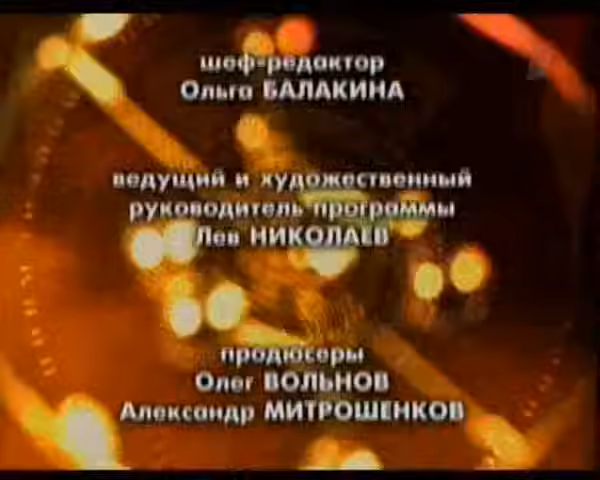 шеф-редактор
Ольга БАЛАКИНА
ведущий и художественный
руководитель программы
Лев НИКОЛАЕВ
продюсеры
Олег ВОЛЬНОВ
Александр МИТРОШЕНКОВ